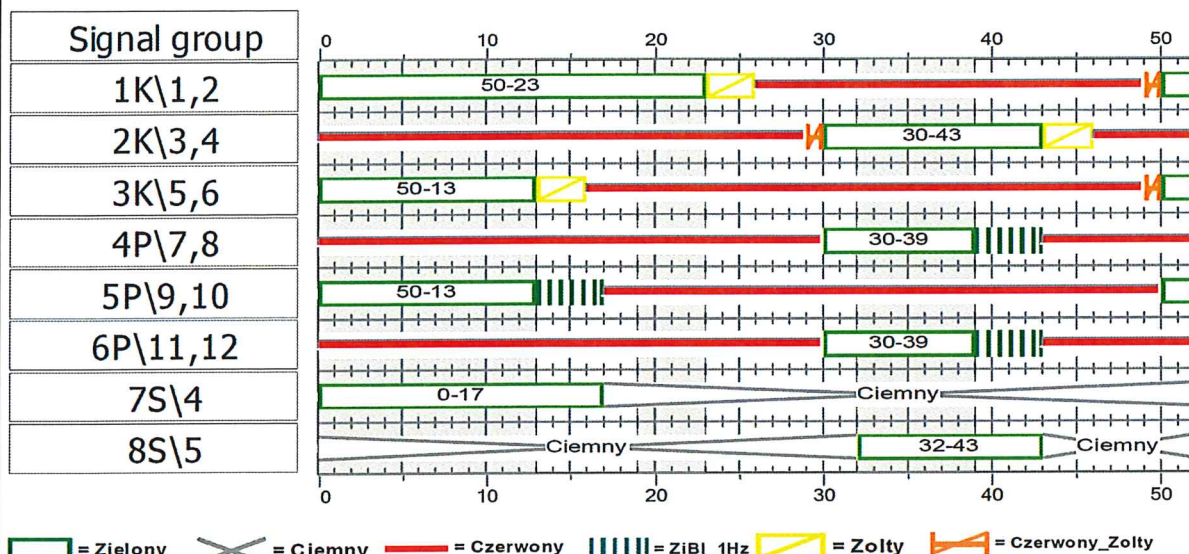 Signal group
0 10 20 30 40 50
1K\1,2 50-23
2K\3,4 30-43
3K\5,6 50-13
4P\7,8 30-39
5P\9,10 50-13
6P\11,12 30-39
7S\4 0-17 Ciemny
8S\5 Ciemny 32-43 Ciemny
0 10 20 30 40 50
= Zielony = Ciemny = Czerwony = ZiBl_1Hz = Zolty = Czerwony_Zolty